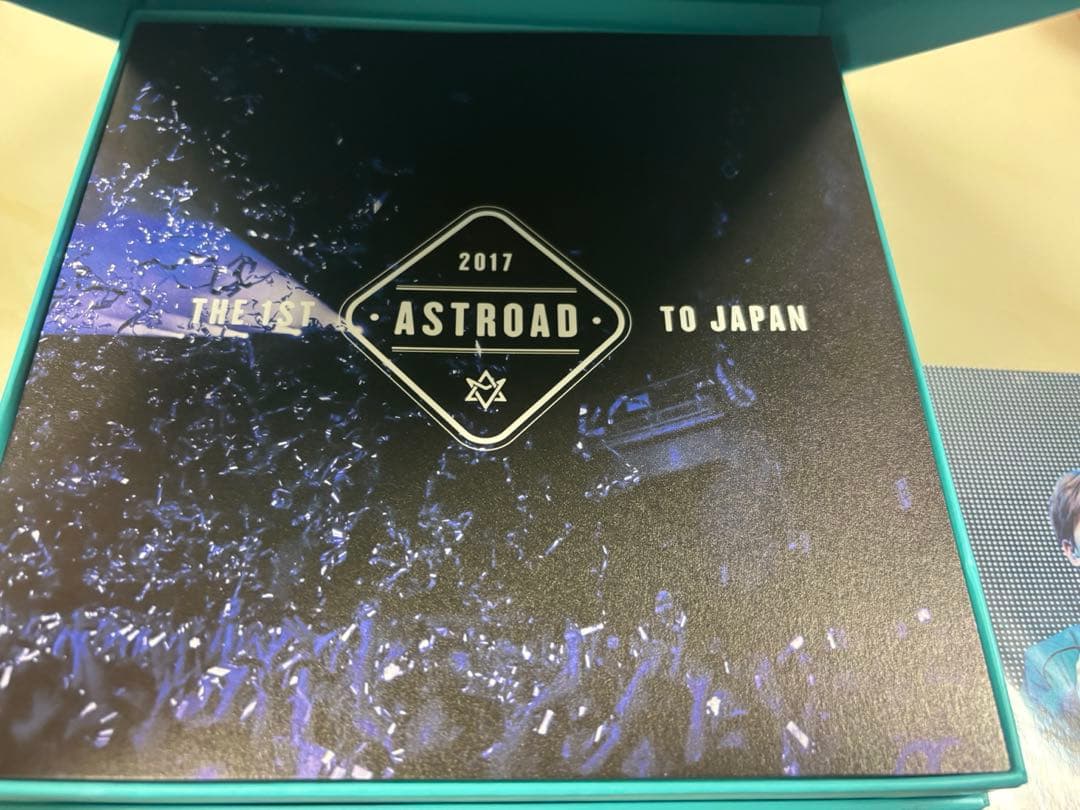 2017
THE 1ST ASTROAD TO JAPAN